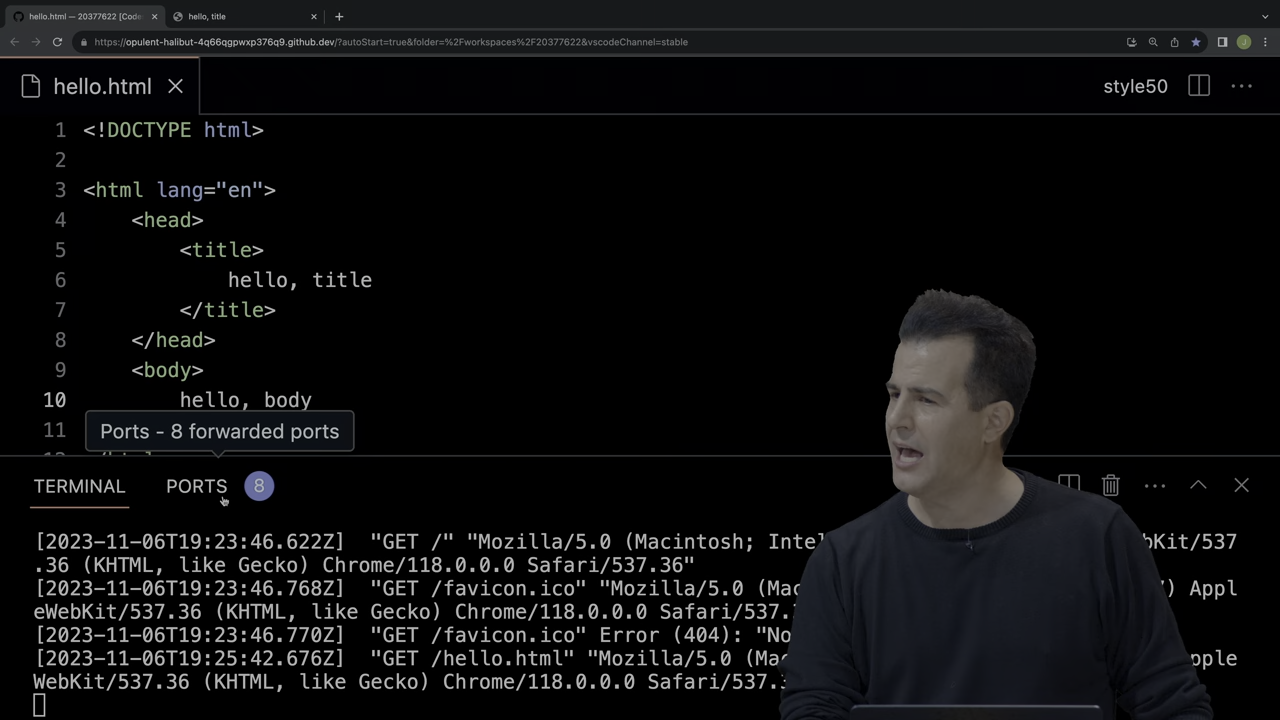 hello.html — 20377622 [Code
hello, title
https://opulent-halibut-4q66qgpwxp376q9.github.dev/?autoStart=true&folder=%2Fworkspaces%2F20377622&vscodeChannel=stable
J
hello.html
style50
1 <!DOCTYPE html>
2
3 <html lang="en">
4 <head>
5 <title>
6 hello, title
7 </title>
8 </head>
9 <body>
10 hello, body
11
Ports - 8 forwarded ports
TERMINAL PORTS 8
[2023-11-06T19:23:46.622Z] "GET /" "Mozilla/5.0 (Macintosh; Inte bKit/537
.36 (KHTML, like Gecko) Chrome/118.0.0.0 Safari/537.36"
[2023-11-06T19:23:46.768Z] "GET /favicon.ico" "Mozilla/5.0 (Ma ) Appl
eWebKit/537.36 (KHTML, like Gecko) Chrome/118.0.0.0 Safari/537.
[2023-11-06T19:23:46.770Z] "GET /favicon.ico" Error (404): "No
[2023-11-06T19:25:42.676Z] "GET /hello.html" "Mozilla/5.0 (Mac pple
WebKit/537.36 (KHTML, like Gecko) Chrome/118.0.0.0 Safari/537.